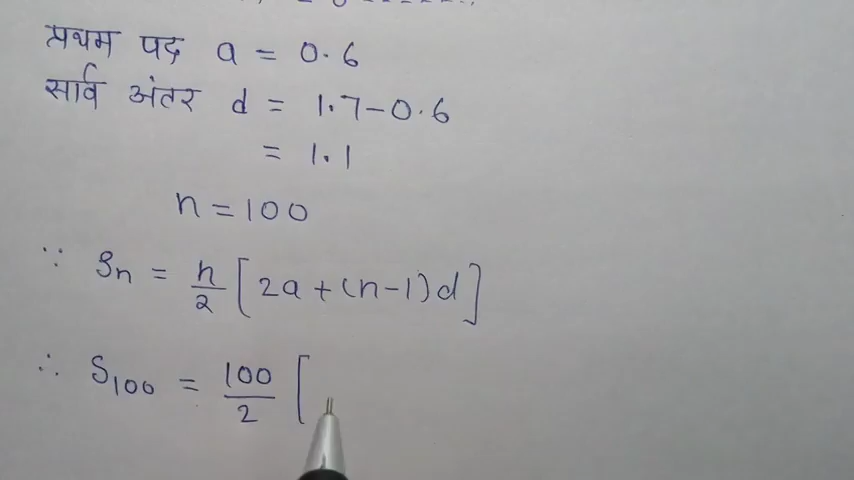 प्रथम पद a = 0.6
सार्व अंतर d = 1.7-0.6
= 1.1
n = 100
∵ Sn = n/2 [2a+(n-1)d]
∴ S100 = 100/2 [